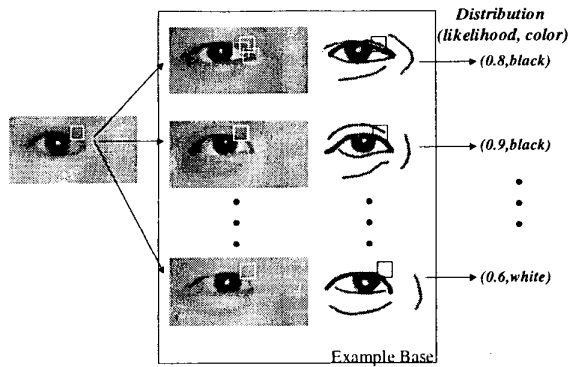 Distribution
(likelihood, color)
(0.8,black)
(0.9,black)
(0.6,white)
Example Base